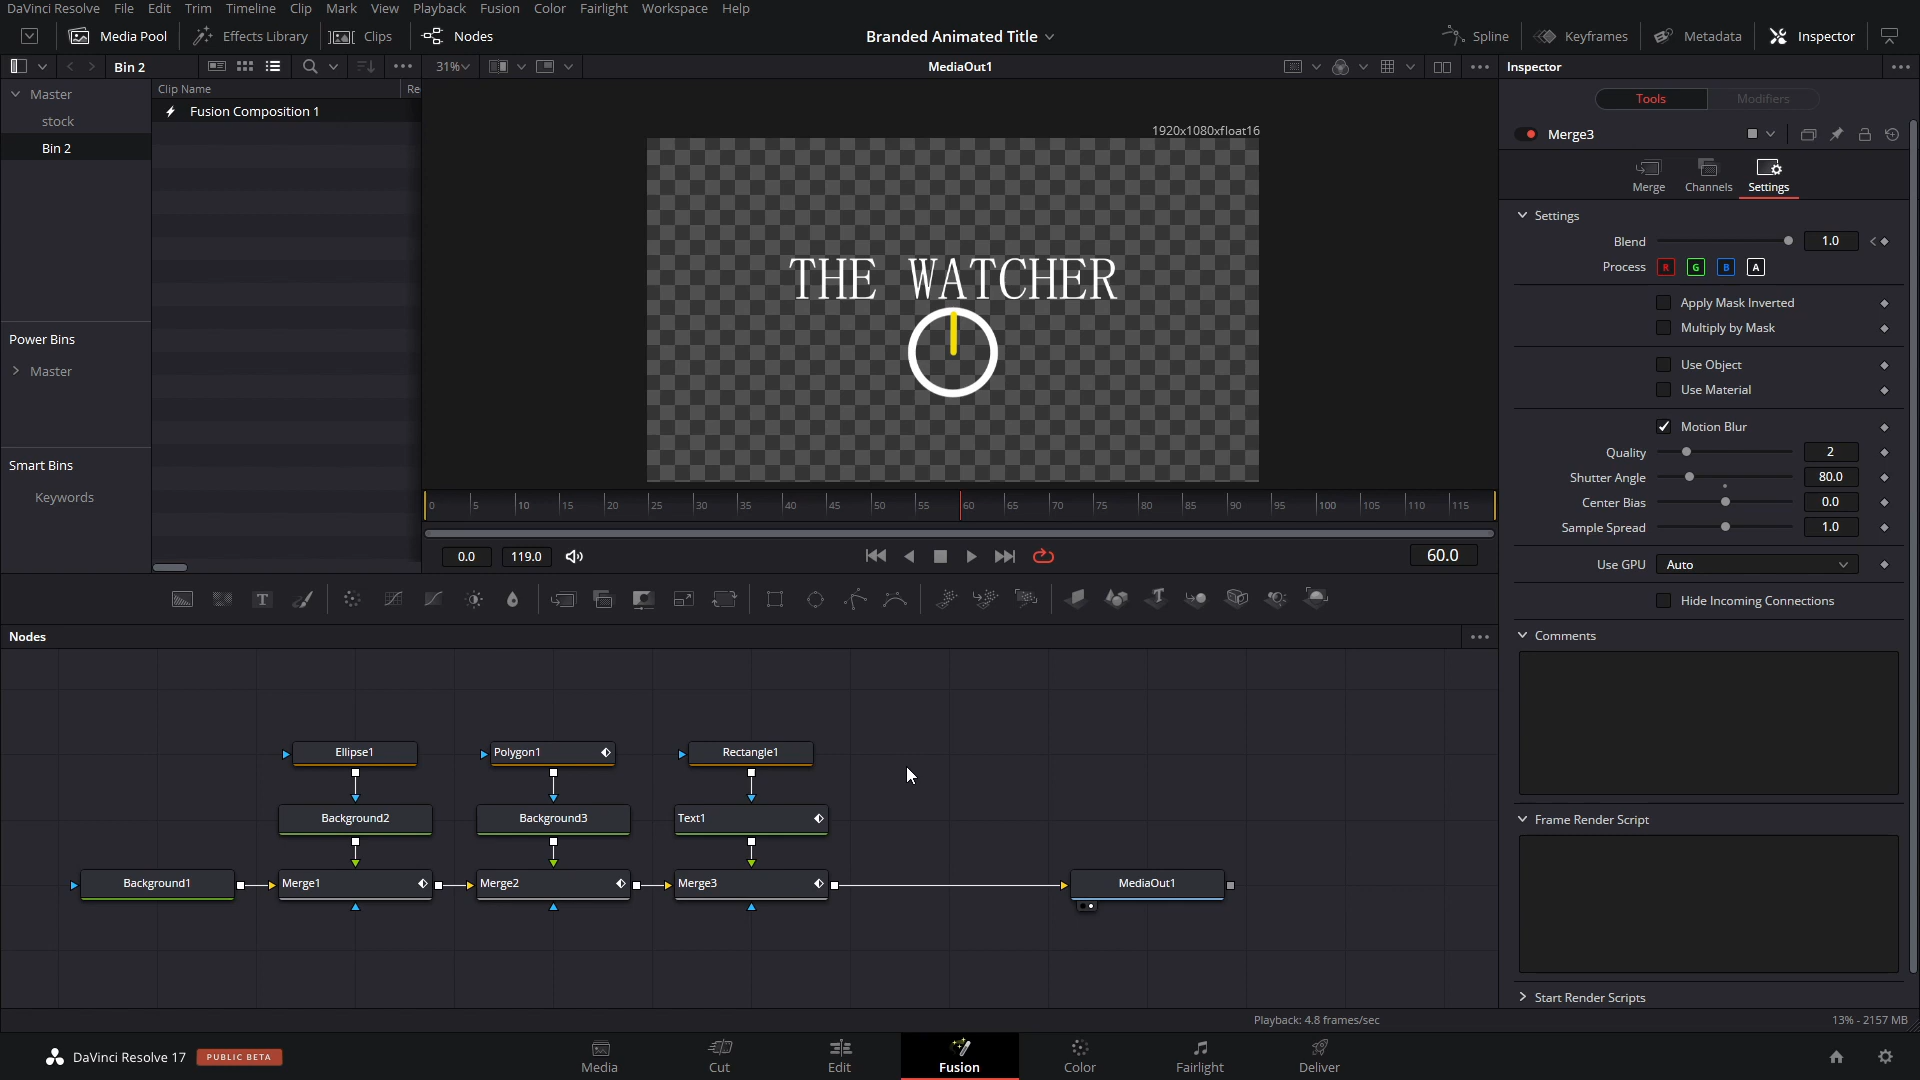 DaVinci Resolve File Edit Trim Timeline Clip Mark View Playback Fusion Color Fairlight Workspace Help
Media Pool Effects Library Clips Nodes Branded Animated Title Spline Keyframes Metadata Inspector
Bin 2 31% MediaOut1 Inspector
Master Clip Name Re
Tools Modifiers
stock Fusion Composition 1
Bin 2
1920x1080xfloat16
Merge3
Merge Channels Settings
THE WATCHER
Settings
Blend 1.0
Process R G B A
Apply Mask Inverted
Multiply by Mask
Power Bins
Master
Use Object
Use Material
Motion Blur
Quality 2
Smart Bins
Keywords
Shutter Angle 80.0
Center Bias 0.0
Sample Spread 1.0
0 5 10 15 20 25 30 35 40 45 50 55 60 65 70 75 80 85 90 95 100 105 110 115
0.0 119.0 60.0
Use GPU Auto
Hide Incoming Connections
Nodes
Comments
Ellipse1 Polygon1 Rectangle1
Background2 Background3 Text1
Frame Render Script
Background1 Merge1 Merge2 Merge3 MediaOut1
Start Render Scripts
Playback: 4.8 frames/sec 13% - 2157 MB
DaVinci Resolve 17 PUBLIC BETA
Media Cut Edit Fusion Color Fairlight Deliver